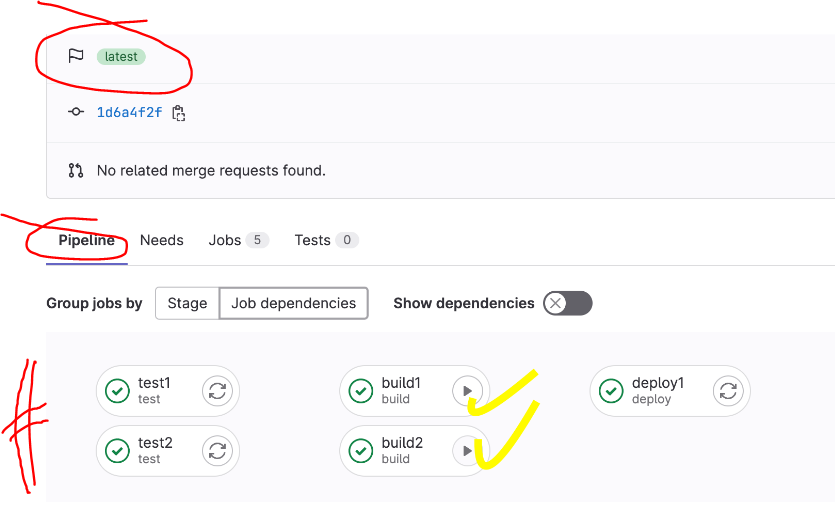 latest
1d6a4f2f
No related merge requests found.
Pipeline Needs Jobs 5 Tests 0
Group jobs by Stage Job dependencies Show dependencies
test1 build1 deploy1
test build deploy
test2 build2
test build